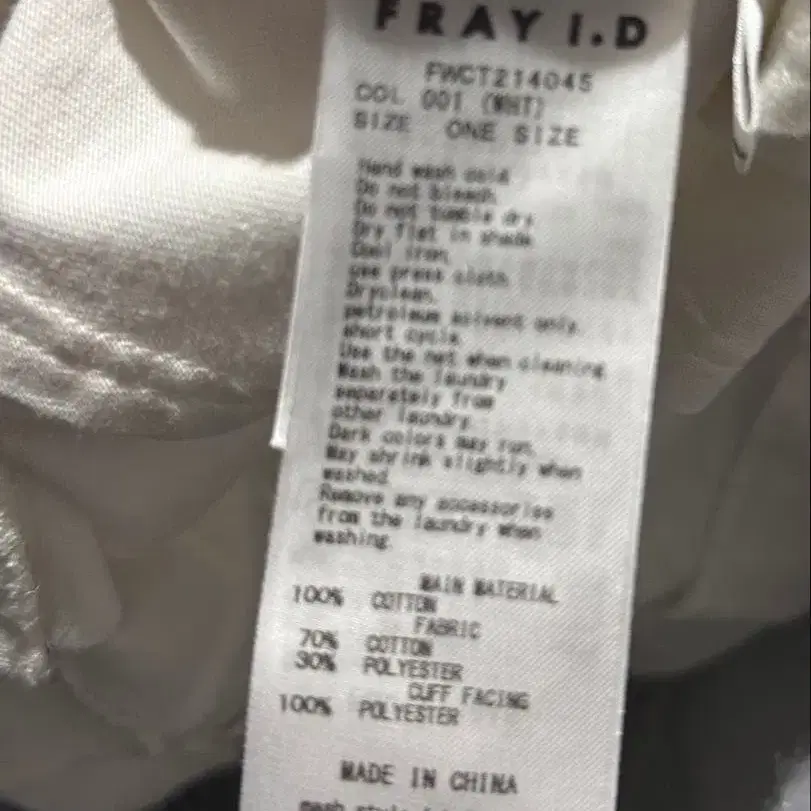 FRAY I.D
FWCT214045
COL 001 (WHT)
SIZE ONE SIZE
Hand wash cold.
Do not bleach.
Do not tumble dry.
Dry flat in shade.
Cool iron.
use press cloth.
Dryclean.
petroleum solvent only.
short cycle.
Use the net when cleaning.
Wash the laundry
separately from
other laundry.
Dark colors may run.
May shrink slightly when
washed.
Remove any accessories
from the laundry when
washing.
MAIN MATERIAL
100% COTTON
FABRIC
70% COTTON
30% POLYESTER
CUFF FACING
100% POLYESTER
MADE IN CHINA
mash style